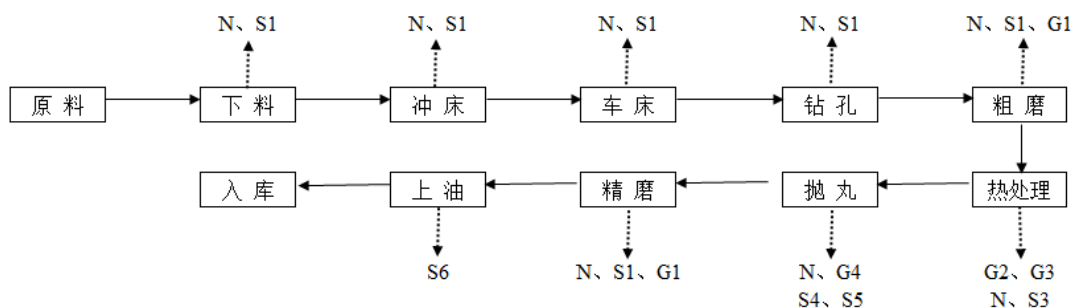 N、S1
N、S1
N、S1
N、S1
N、S1、G1
原 料
下 料
冲 床
车 床
钻 孔
粗 磨
入 库
上 油
精 磨
抛 丸
热处理
S6
N、S1、G1
N、G4
S4、S5
G2、G3
N、S3